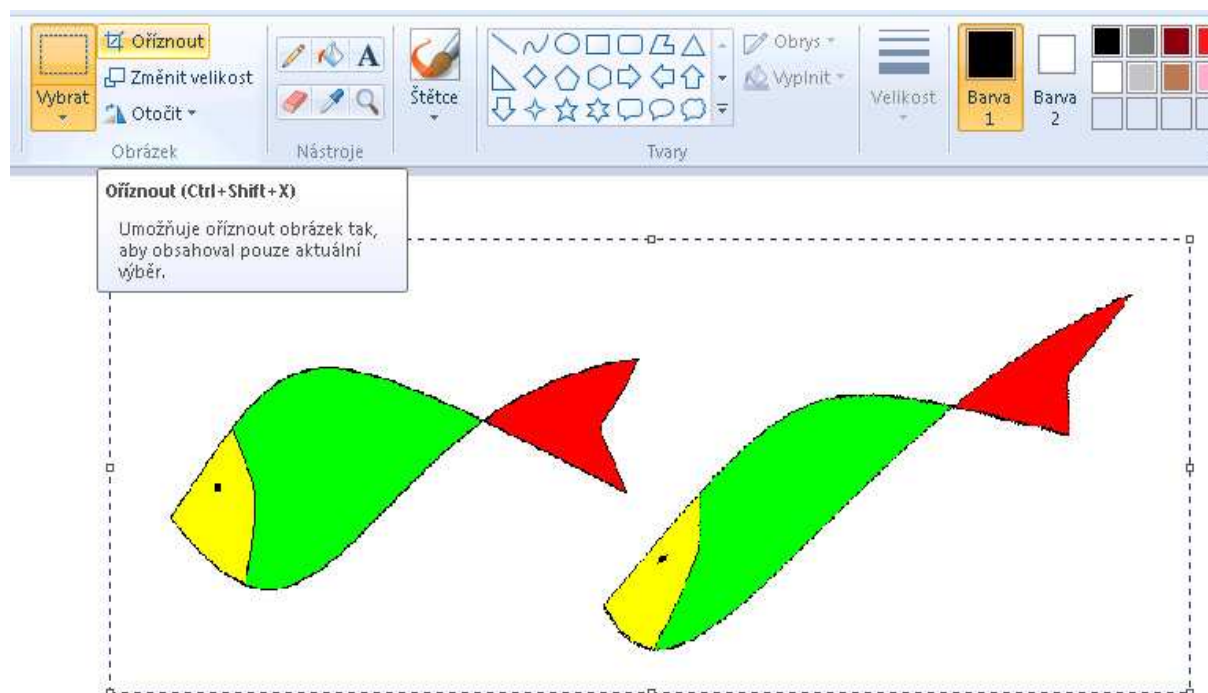 Vybrat
Oříznout
Změnit velikost
Otočit
Obrázek
A
Nástroje
Štětce
Obrys
Vyplnit
Tvary
Velikost
Barva
1
Barva
2
Oříznout (Ctrl+Shift+X)
Umožňuje oříznout obrázek tak,
aby obsahoval pouze aktuální
výběr.